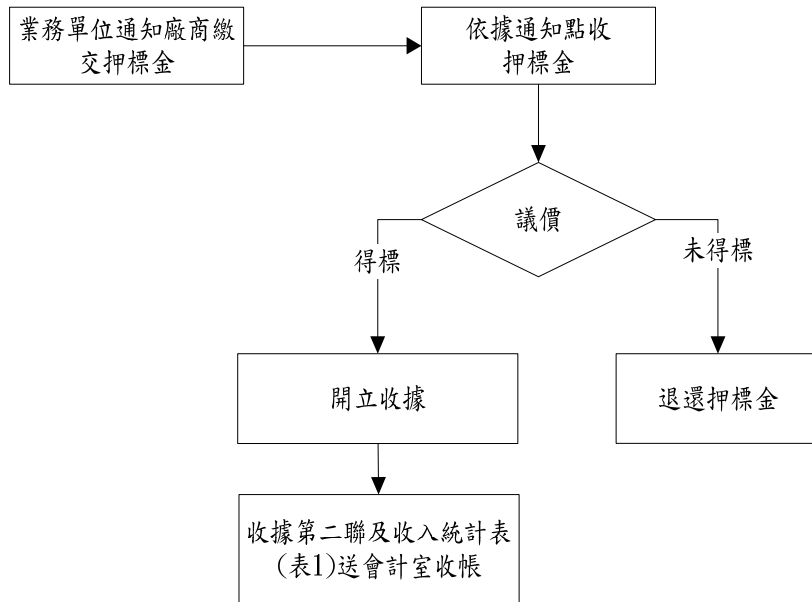 業務單位通知廠商繳
交押標金
依據通知點收
押標金
議價
得標
未得標
開立收據
退還押標金
收據第二聯及收入統計表
(表1)送會計室收帳